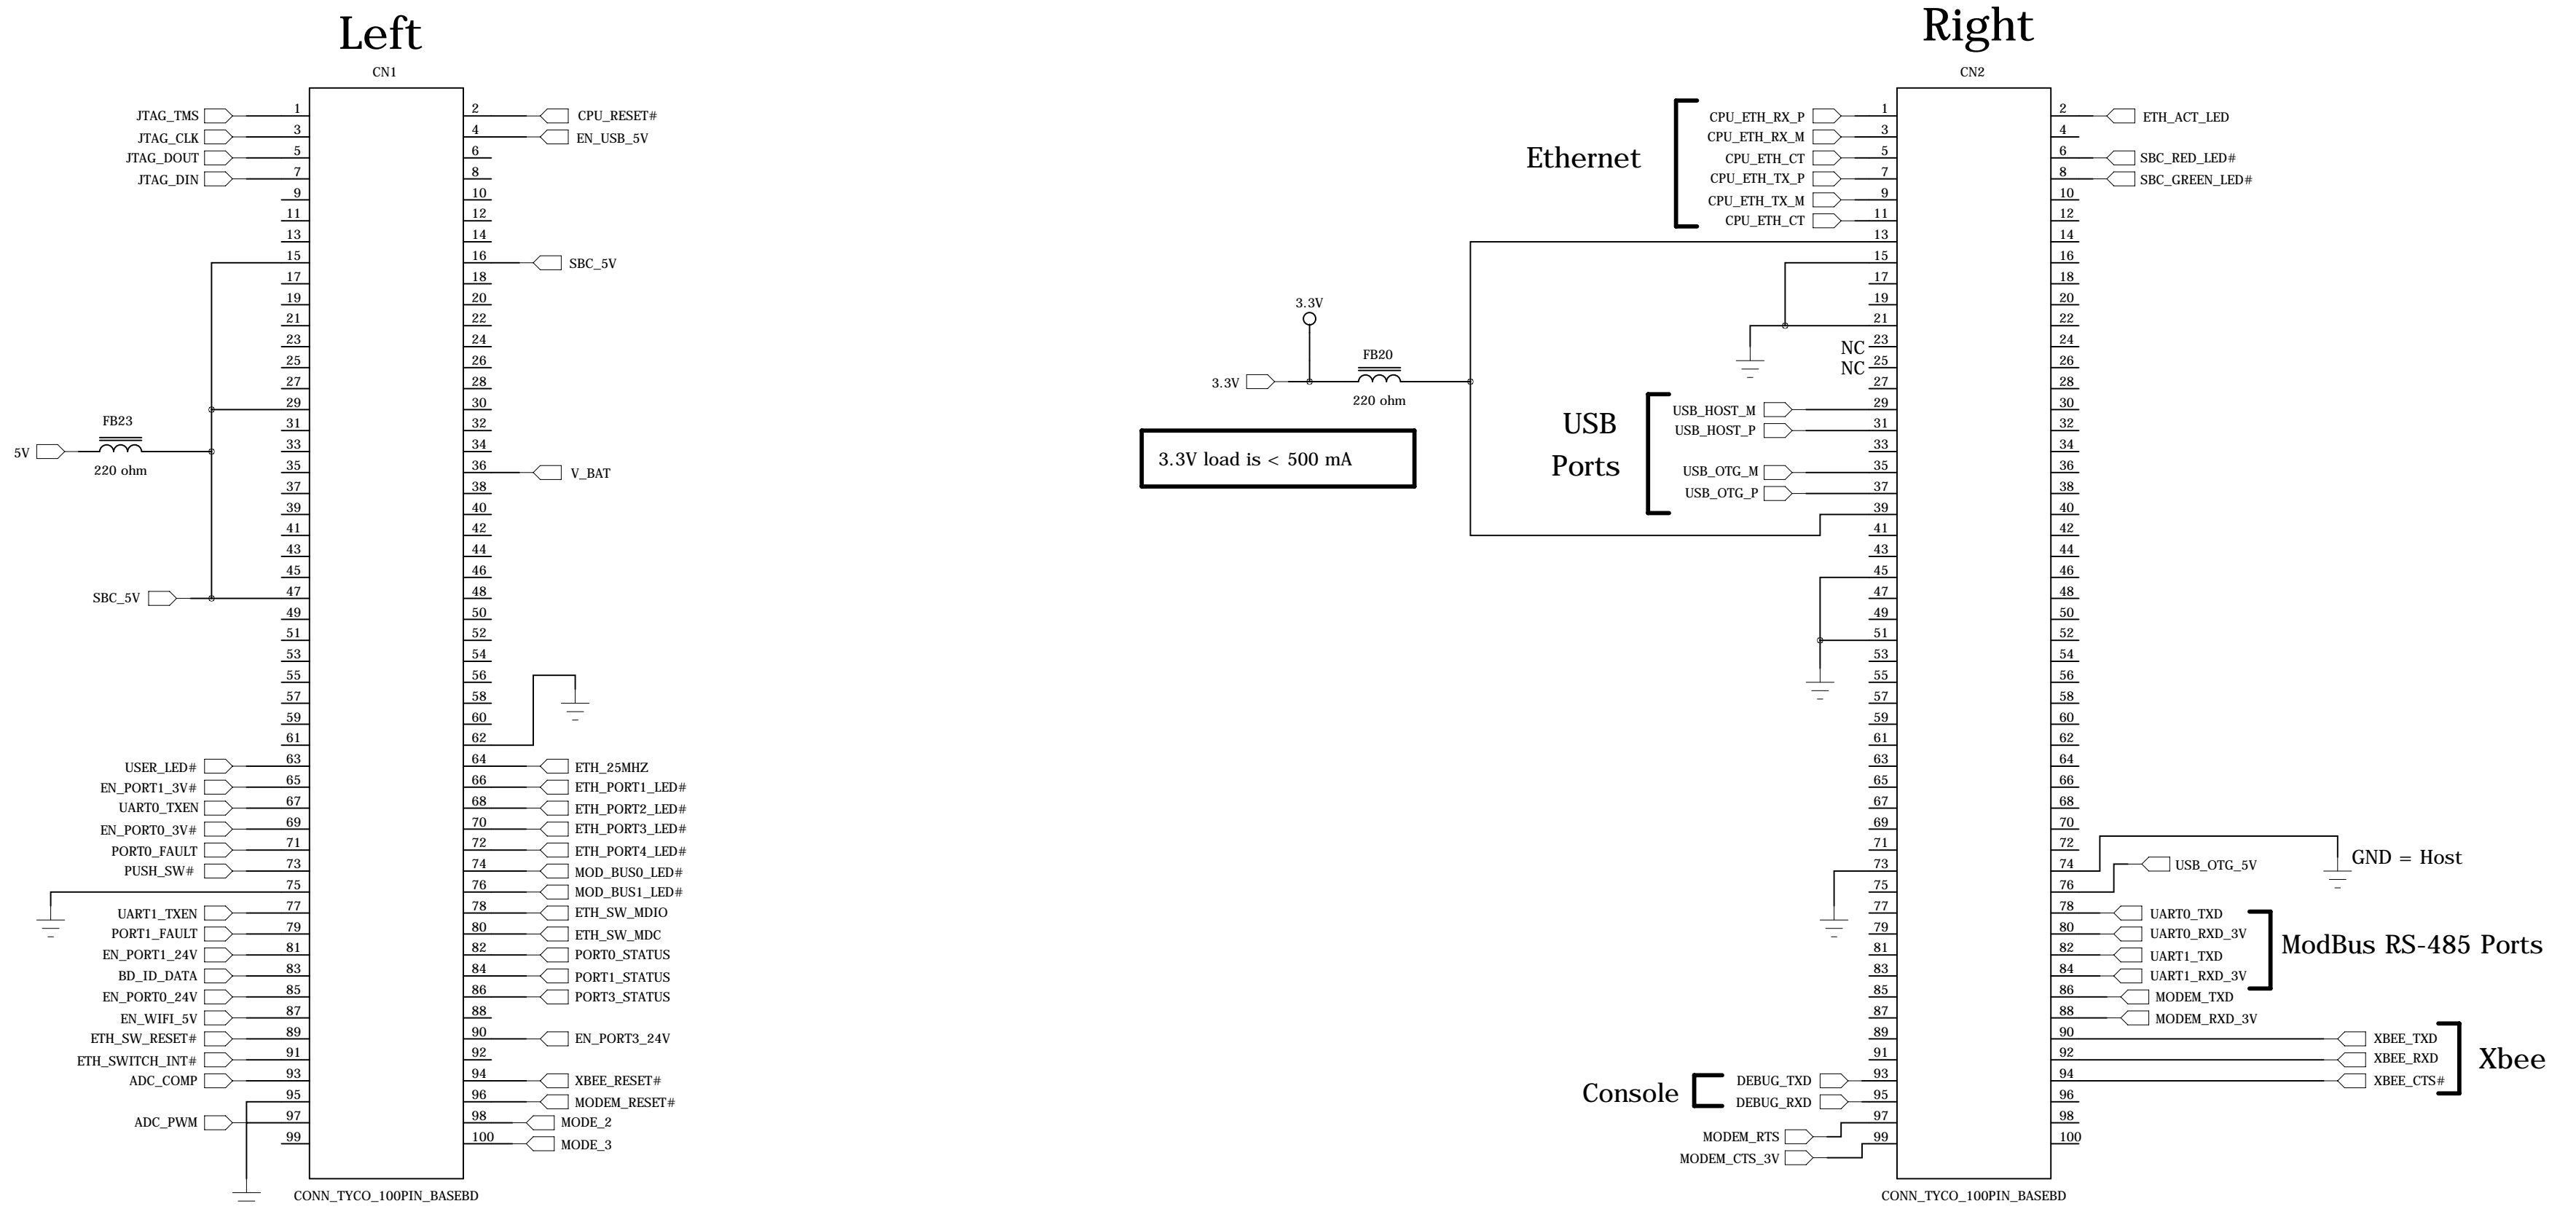 Left
CN1
JTAG_TMS 1 2 CPU_RESET#
JTAG_CLK 3 4 EN_USB_5V
JTAG_DOUT 5 6
JTAG_DIN 7 8
9 10
11 12
13 14
15 16 SBC_5V
17 18
19 20
21 22
23 24
25 26
27 28
29 30
FB23
31 32
5V
33 34
220 ohm
35 36 V_BAT
37 38
39 40
41 42
43 44
45 46
SBC_5V 47 48
49 50
51 52
53 54
55 56
57 58
59 60
61 62
USER_LED# 63 64 ETH_25MHZ
EN_PORT1_3V# 65 66 ETH_PORT1_LED#
UART0_TXEN 67 68 ETH_PORT2_LED#
EN_PORT0_3V# 69 70 ETH_PORT3_LED#
PORT0_FAULT 71 72 ETH_PORT4_LED#
PUSH_SW# 73 74 MOD_BUS0_LED#
75 76 MOD_BUS1_LED#
UART1_TXEN 77 78 ETH_SW_MDIO
PORT1_FAULT 79 80 ETH_SW_MDC
EN_PORT1_24V 81 82 PORT0_STATUS
BD_ID_DATA 83 84 PORT1_STATUS
EN_PORT0_24V 85 86 PORT3_STATUS
EN_WIFI_5V 87 88
ETH_SW_RESET# 89 90 EN_PORT3_24V
ETH_SWITCH_INT# 91 92
ADC_COMP 93 94 XBEE_RESET#
95 96 MODEM_RESET#
ADC_PWM 97 98 MODE_2
99 100 MODE_3
CONN_TYCO_100PIN_BASEBD
Right
CN2
CPU_ETH_RX_P 1 2 ETH_ACT_LED
CPU_ETH_RX_M 3 4
Ethernet
CPU_ETH_CT 5 6 SBC_RED_LED#
CPU_ETH_TX_P 7 8 SBC_GREEN_LED#
CPU_ETH_TX_M 9 10
CPU_ETH_CT 11 12
13 14
15 16
17 18
3.3V
19 20
21 22
NC 23 24
FB20
NC 25 26
3.3V
27 28
220 ohm
USB_HOST_M 29 30
USB
USB_HOST_P 31 32
33 34
3.3V load is < 500 mA
Ports
USB_OTG_M 35 36
USB_OTG_P 37 38
39 40
41 42
43 44
45 46
47 48
49 50
51 52
53 54
55 56
57 58
59 60
61 62
63 64
65 66
67 68
69 70
71 72
GND = Host
73 74 USB_OTG_5V
75 76
77 78 UART0_TXD
79 80 UART0_RXD_3V
ModBus RS-485 Ports
81 82 UART1_TXD
83 84 UART1_RXD_3V
85 86 MODEM_TXD
87 88 MODEM_RXD_3V
89 90 XBEE_TXD
91 92 XBEE_RXD
Xbee
DEBUG_TXD 93 94 XBEE_CTS#
Console
DEBUG_RXD 95 96
97 98
MODEM_RTS 99 100
MODEM_CTS_3V
CONN_TYCO_100PIN_BASEBD